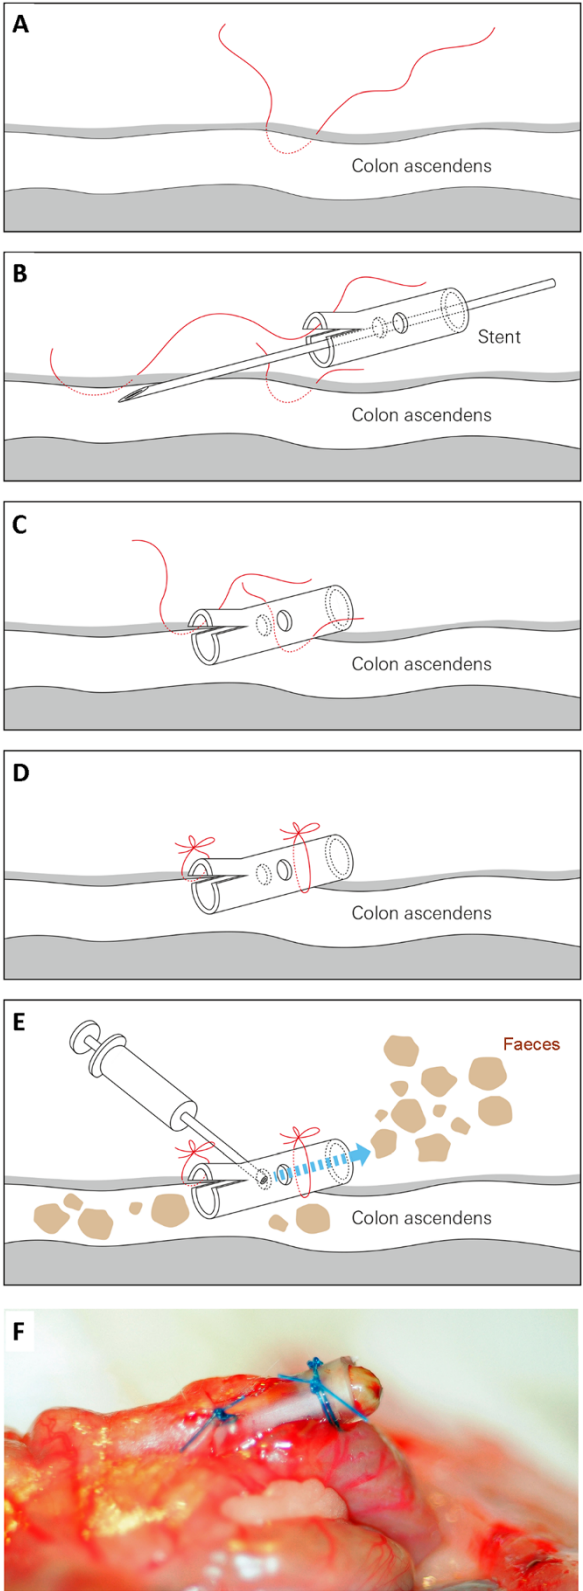 A
Colon ascendens
B
Stent
Colon ascendens
C
Colon ascendens
D
Colon ascendens
E
Faeces
Colon ascendens
F